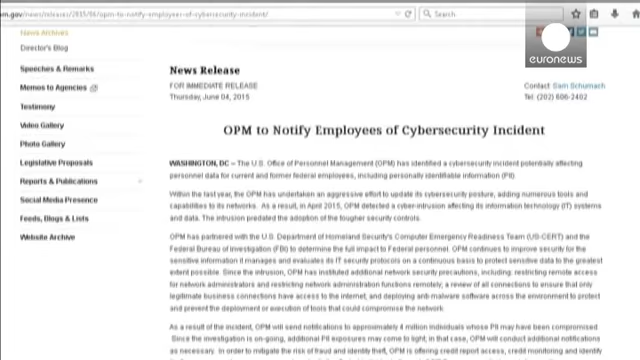 m.gov/news/releases/2015/06/opm-to-notify-employees-of-cybersecurity-incident/
Search
euronews
News Archives
Director's Blog
Speeches & Remarks
Memos to Agencies
Testimony
Video Gallery
Photo Gallery
Legislative Proposals
Reports & Publications
Social Media Presence
Feeds, Blogs & Lists
Website Archive
News Release
FOR IMMEDIATE RELEASE
Thursday, June 04, 2015
Contact: Sam Schumach
Tel: (202) 606-2402
OPM to Notify Employees of Cybersecurity Incident
WASHINGTON, DC – The U.S. Office of Personnel Management (OPM) has identified a cybersecurity incident potentially affecting
personnel data for current and former federal employees, including personally identifiable information (PII).
Within the last year, the OPM has undertaken an aggressive effort to update its cybersecurity posture, adding numerous tools and
capabilities to its networks. As a result, in April 2015, OPM detected a cyber-intrusion affecting its information technology (IT) systems
and data. The intrusion predated the adoption of the tougher security controls.
OPM has partnered with the U.S. Department of Homeland Security's Computer Emergency Readiness Team (US-CERT) and the
Federal Bureau of Investigation (FBI) to determine the full impact to Federal personnel. OPM continues to improve security for the
sensitive information it manages and evaluates its IT security protocols on a continuous basis to protect sensitive data to the greatest
extent possible. Since the intrusion, OPM has instituted additional network security precautions, including: restricting remote access
for network administrators and restricting network administration functions remotely; a review of all connections to ensure that only
legitimate business connections have access to the internet; and deploying anti-malware software across the environment to protect
and prevent the deployment or execution of tools that could compromise the network.
As a result of the incident, OPM will send notifications to approximately 4 million individuals whose PII may have been compromised.
Since the investigation is on-going, additional PII exposures may come to light; in that case, OPM will conduct additional notifications
as necessary. In order to mitigate the risk of fraud and identity theft, OPM is offering credit report access, credit monitoring and identify